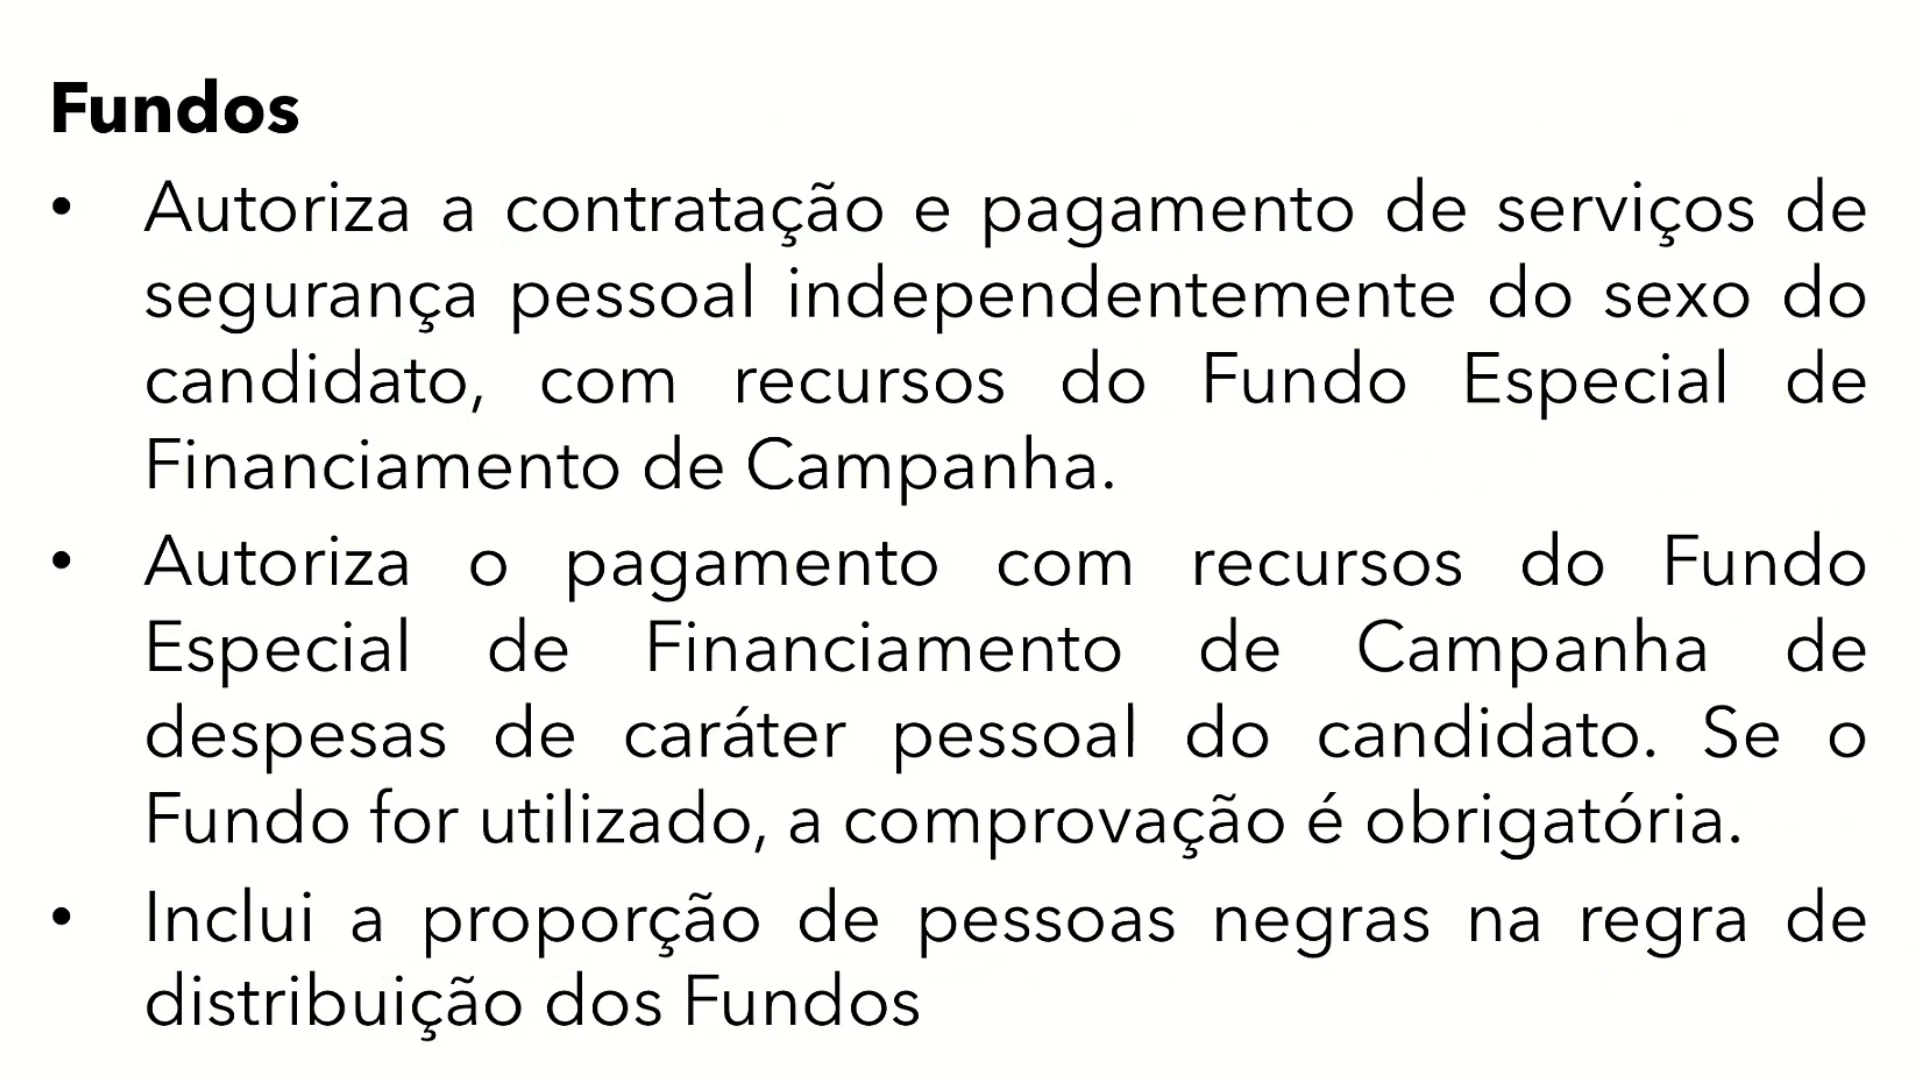 Fundos
• Autoriza a contratação e pagamento de serviços de
segurança pessoal independentemente do sexo do
candidato, com recursos do Fundo Especial de
Financiamento de Campanha.
• Autoriza o pagamento com recursos do Fundo
Especial de Financiamento de Campanha de
despesas de caráter pessoal do candidato. Se o
Fundo for utilizado, a comprovação é obrigatória.
• Inclui a proporção de pessoas negras na regra de
distribuição dos Fundos